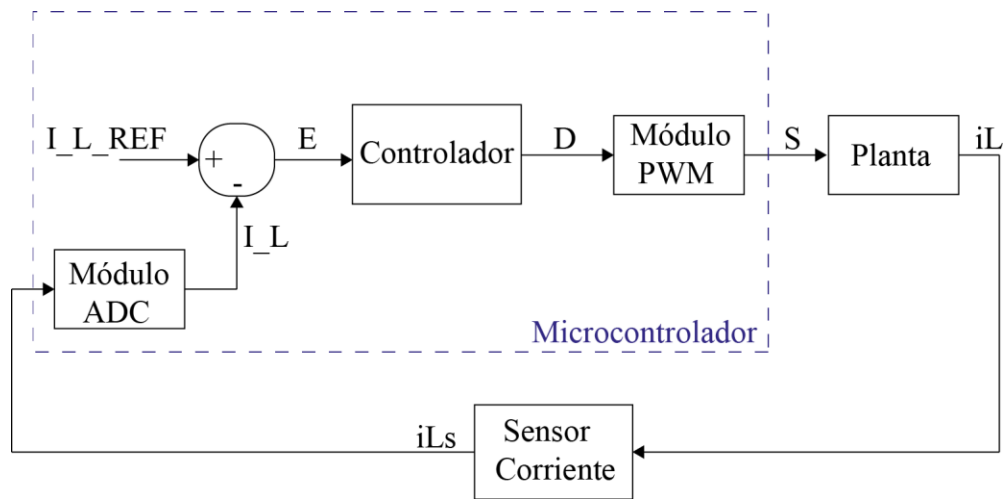 I_L_REF
+
-
E
Controlador
D
Módulo
PWM
S
Planta
iL
I_L
Módulo
ADC
Microcontrolador
iLs
Sensor
Corriente